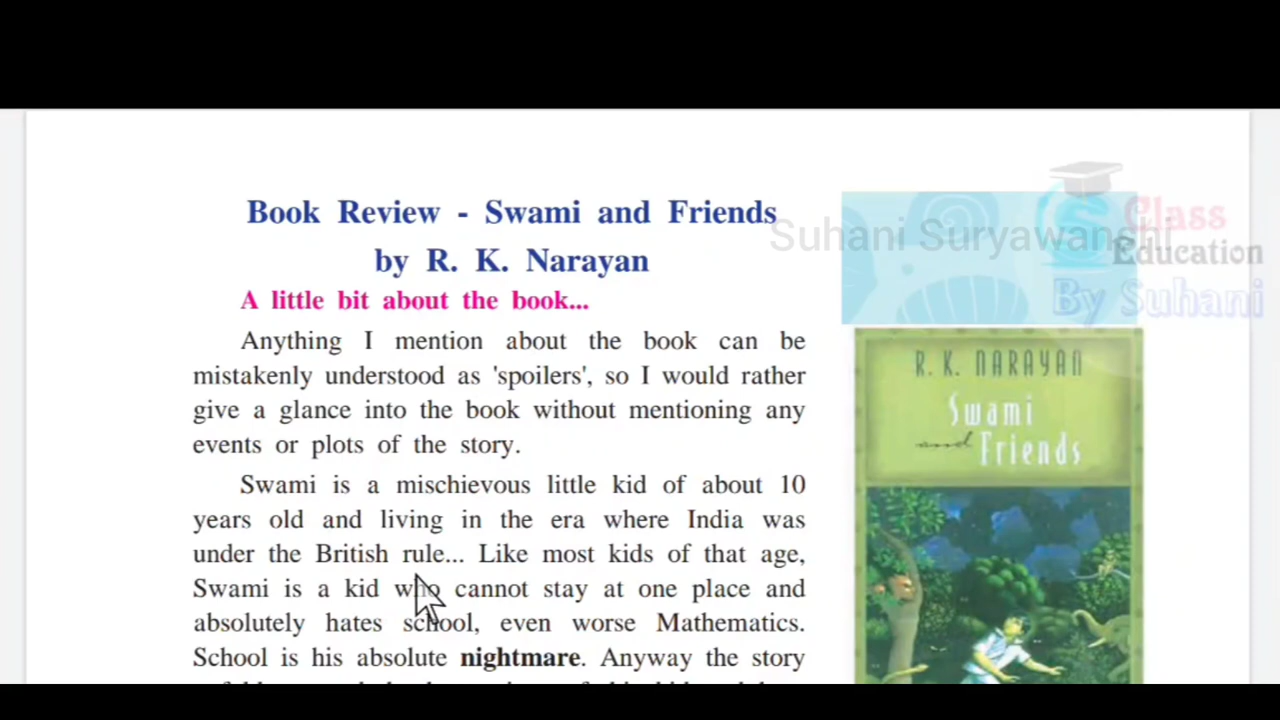 Book Review - Swami and Friends
by R. K. Narayan
A little bit about the book...
Anything I mention about the book can be
mistakenly understood as 'spoilers', so I would rather
give a glance into the book without mentioning any
events or plots of the story.
Swami is a mischievous little kid of about 10
years old and living in the era where India was
under the British rule... Like most kids of that age,
Swami is a kid who cannot stay at one place and
absolutely hates school, even worse Mathematics.
School is his absolute nightmare. Anyway the story
Suhani Suryawanshi
Class
Education
By Suhani
R. K. NARAYAN
Swami
and Friends